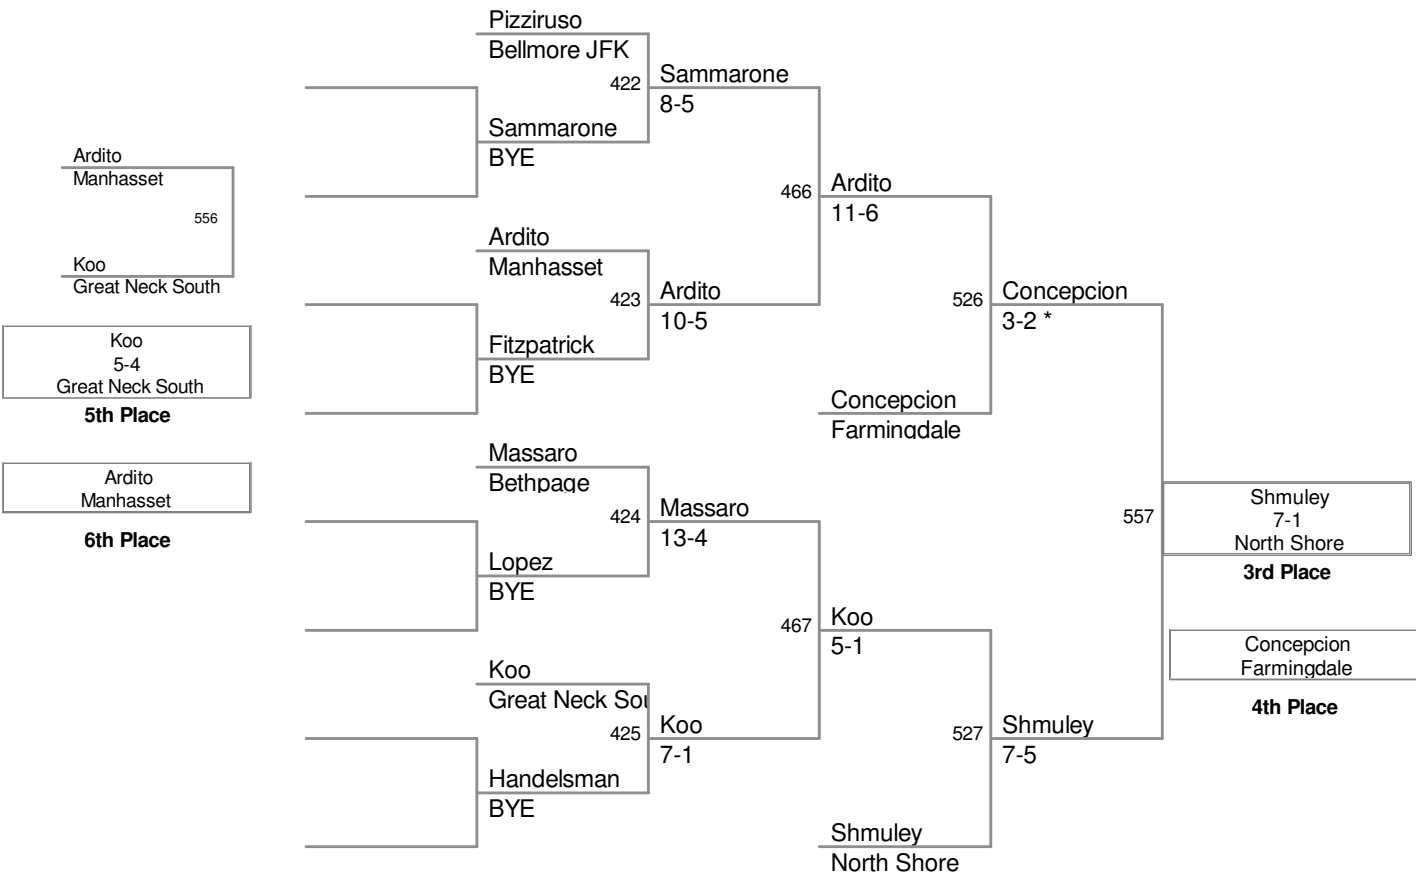 Pizziruso
Bellmore JFK
422
Sammarone
8-5
Sammarone
BYE
Ardito
Manhasset
556
Koo
Great Neck South
Koo
5-4
Great Neck South
5th Place
Ardito
Manhasset
6th Place
466
Ardito
11-6
Ardito
Manhasset
423
Ardito
10-5
Fitzpatrick
BYE
526
Concepcion
3-2 *
Concepcion
Farmingdale
Massaro
Bethpage
424
Massaro
13-4
Lopez
BYE
557
Shmuley
7-1
North Shore
3rd Place
Concepcion
Farmingdale
4th Place
467
Koo
5-1
Koo
Great Neck Sou
425
Koo
7-1
Handelsman
BYE
527
Shmuley
7-5
Shmuley
North Shore